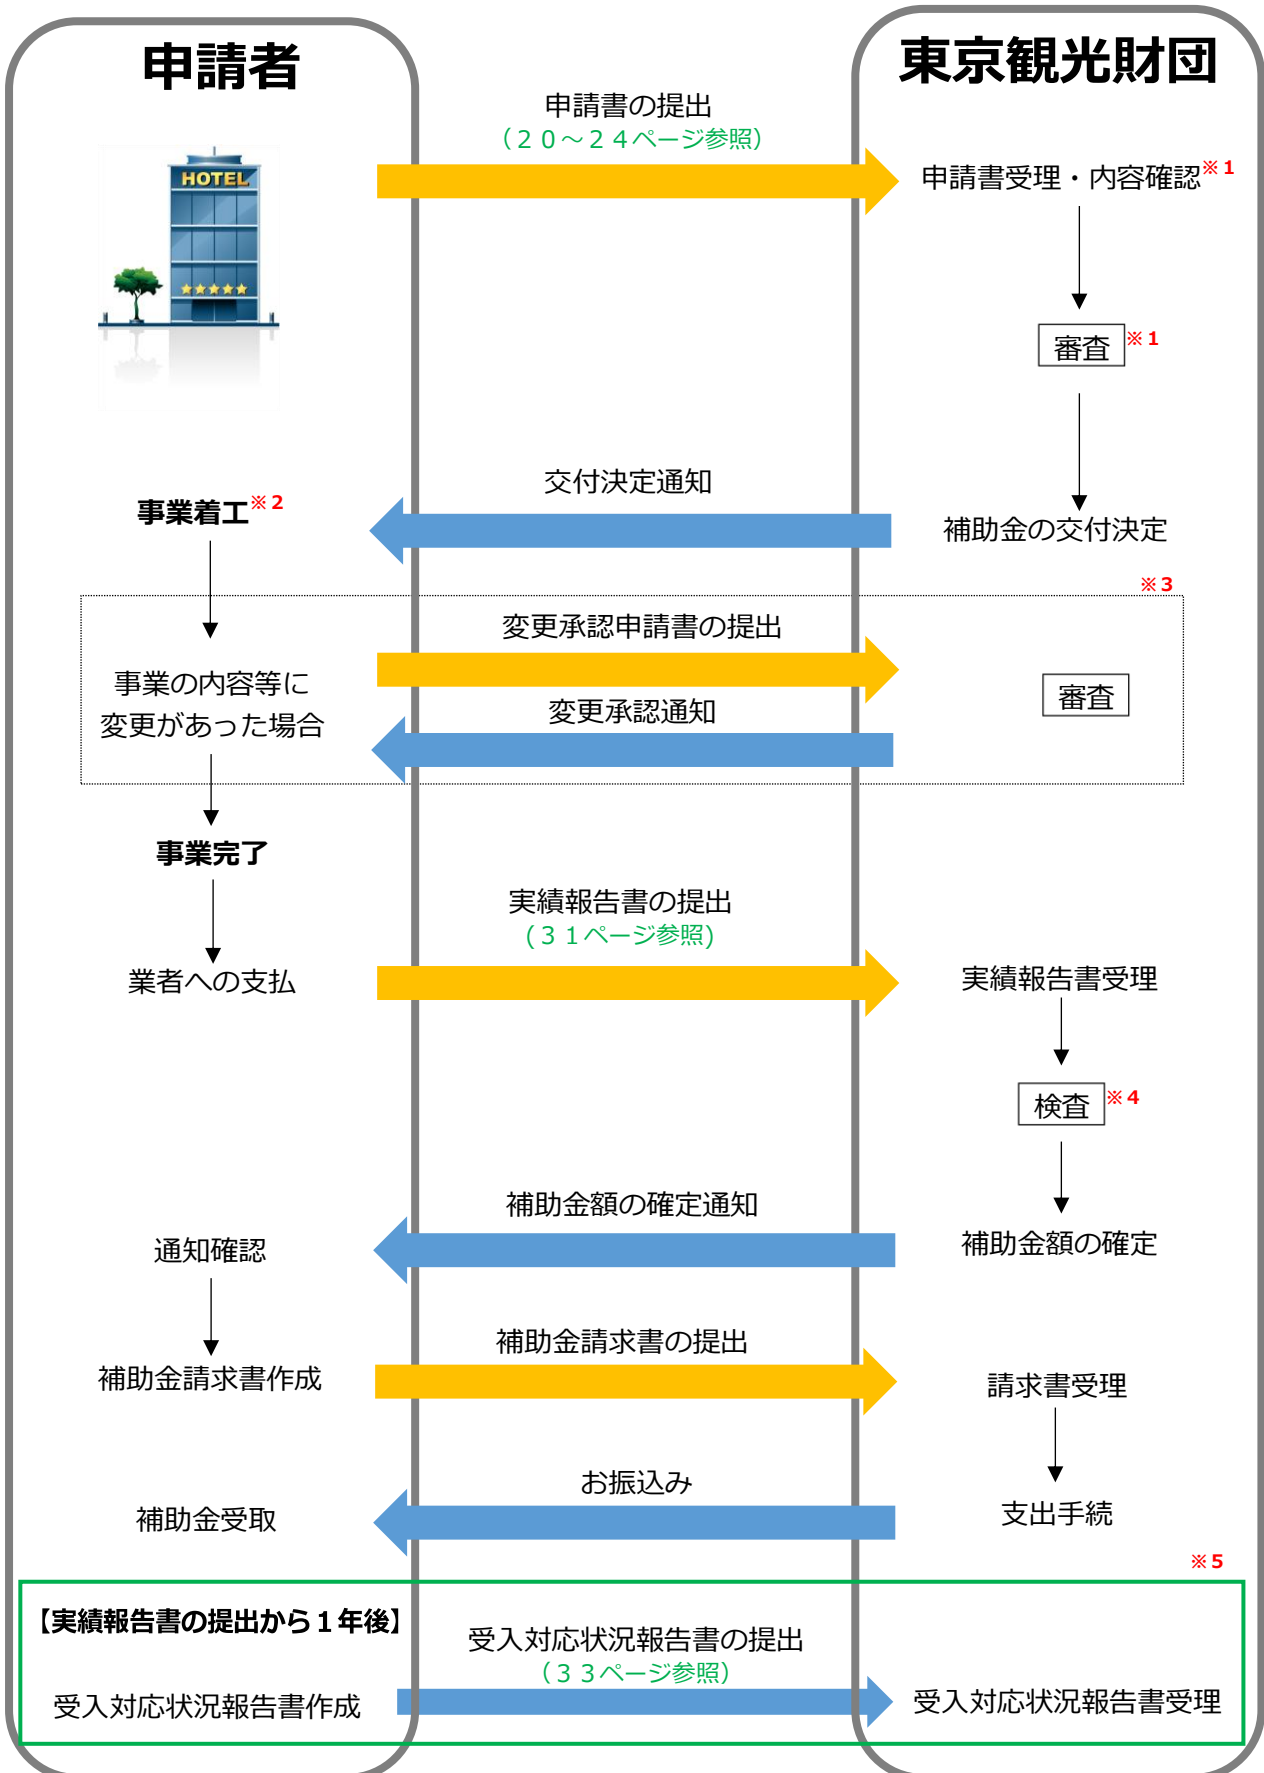 申請者
東京観光財団
申請書の提出
（２０～２４ページ参照）
HOTEL
申請書受理・内容確認※１
審査※１
交付決定通知
事業着工※２
補助金の交付決定
※３
変更承認申請書の提出
事業の内容等に
変更があった場合
審査
変更承認通知
事業完了
実績報告書の提出
(３１ページ参照)
業者への支払
実績報告書受理
検査※４
補助金額の確定通知
通知確認
補助金額の確定
補助金請求書の提出
補助金請求書作成
請求書受理
お振込み
補助金受取
支出手続
※５
【実績報告書の提出から１年後】
受入対応状況報告書の提出
（３３ページ参照）
受入対応状況報告書作成
受入対応状況報告書受理